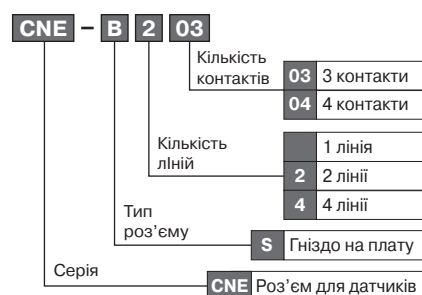 CNE – B 2 03
Кількість
контактів
03 3 контакти
04 4 контакти
Кількість
лІній
1 лінія
2 2 лінії
4 4 лінії
Тип
роз’єму
S Гніздо на плату
Серія
CNE Роз’єм для датчиків